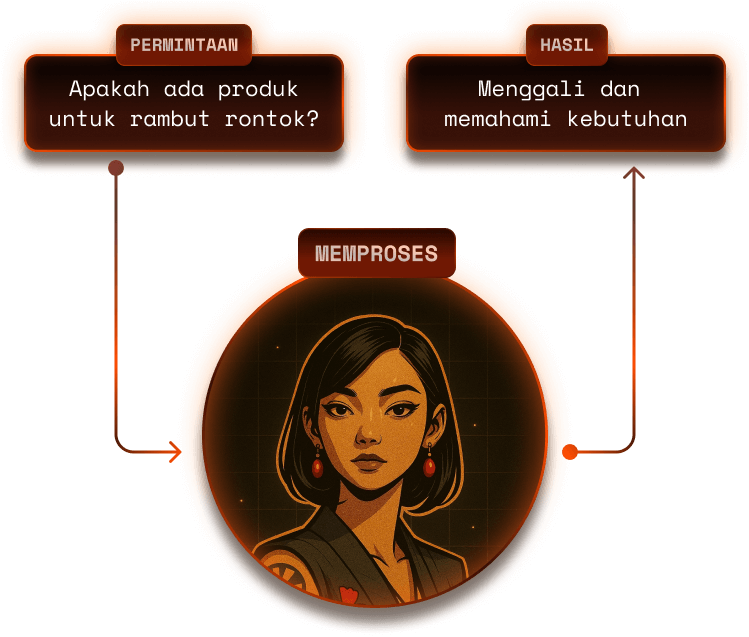 PERMINTAAN
Apakah ada produk
untuk rambut rontok?
HASIL
Menggali dan
memahami kebutuhan
MEMPROSES